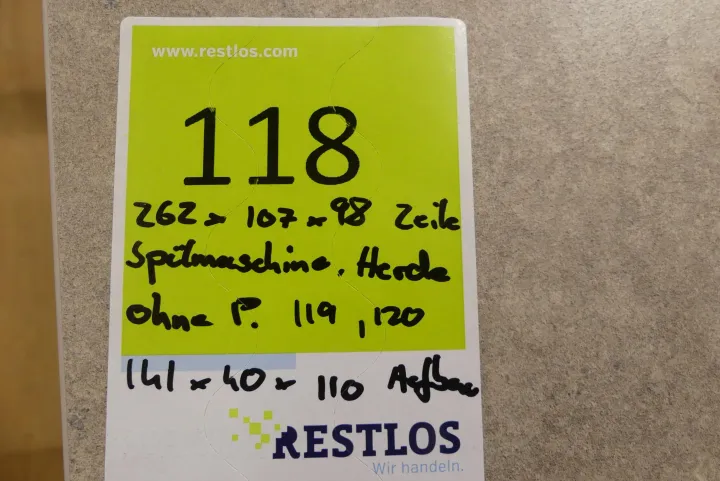 www.restlos.com
118
262 x 107 x 98 Zeile
Spülmaschine, Herde
ohne P. 119, 120
141 x 40 x 110 Aufbau
RESTLOS
Wir handeln.